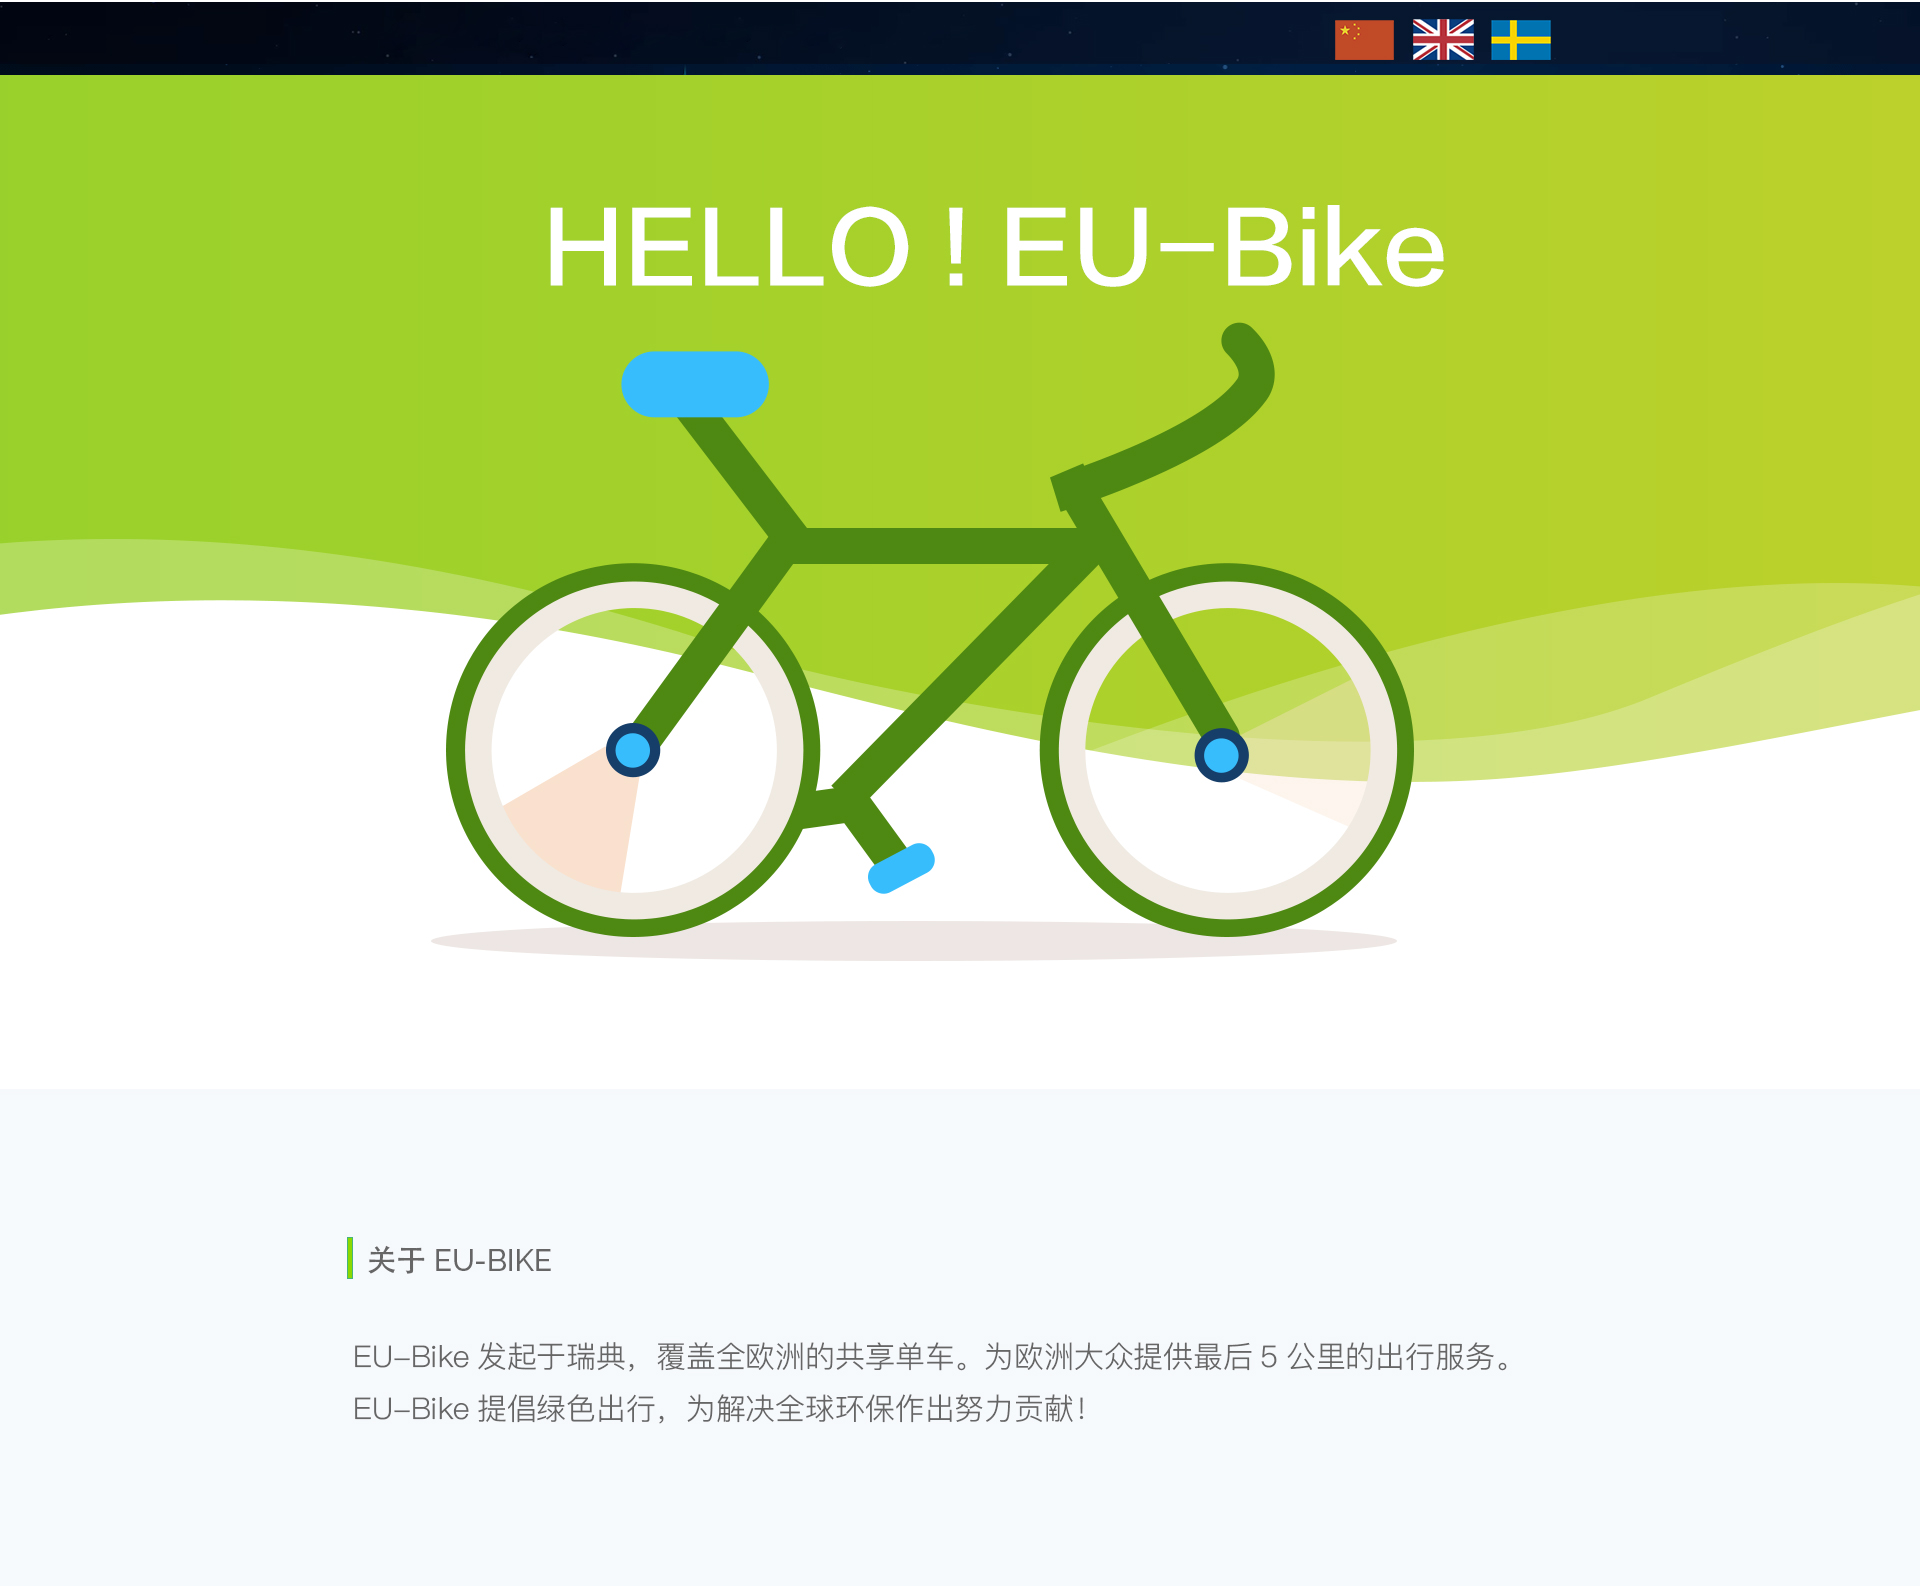 HELLO ! EU-Bike
关于 EU-BIKE
EU-Bike 发起于瑞典，覆盖全欧洲的共享单车。为欧洲大众提供最后 5 公里的出行服务。
EU-Bike 提倡绿色出行，为解决全球环保作出努力贡献！